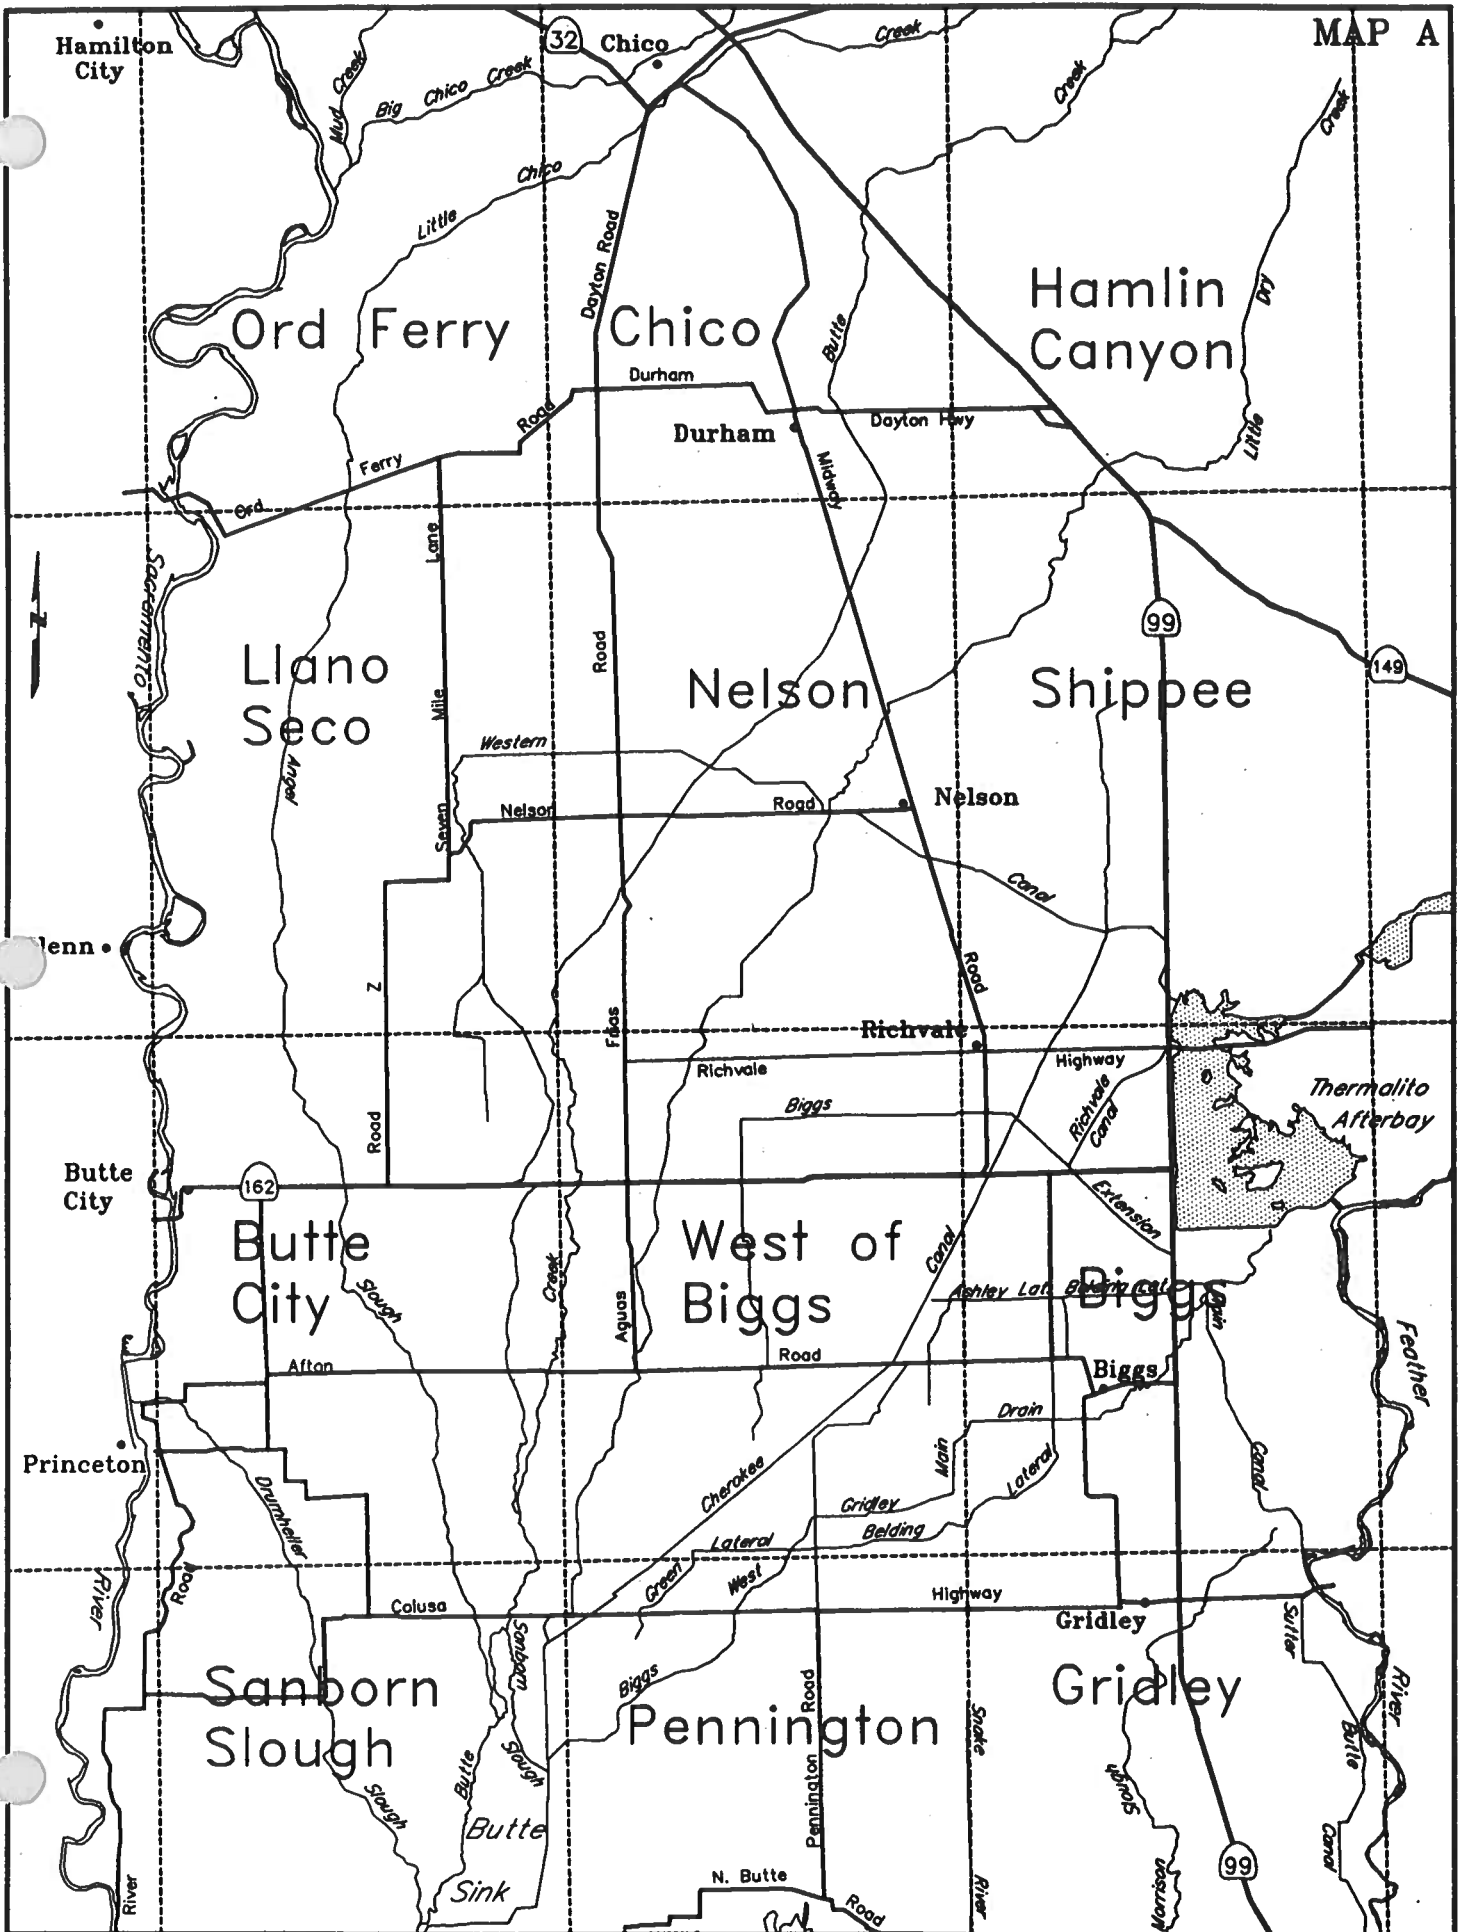 MAP A
Hamilton
City
32
Chico
Creek
Mud Creek
Big Chico Creek
Creek
Creek
Little Chico
Dayton Road
Ord Ferry
Chico
Hamlin
Canyon
Butte
Dry
Little
Durham
Road
Durham
Dayton Hwy
Ferry
Ord
Midway
Lane
N
Sacramento
99
149
Road
Llano
Seco
Nelson
Shippee
Mile
Angel
Western
Nelson
Road
Nelson
Seven
Canal
Road
Z
Frias
Richvale
Richvale
Highway
Richvale
Canal
Thermalito
Afterbay
Biggs
Road
Butte
City
162
Extension
Butte
City
West of
Biggs
Canal
Creek
Slough
Aguas
Ashley Lat.
Belding Lat.
Biggs
Drain
Feather
Afton
Road
Biggs
Drain
Princeton
Main
Lateral
Canal
Drumheller
Cherokee
Gridley
Belding
Lateral
Green
West
River
Road
Colusa
Highway
Gridley
Sanborn
Sutter
Sanborn
Slough
Biggs
Road
Pennington
Gridley
River
Snake
Butte
Slough
Butte
Slough
Pennington
Slough
Butte
Sink
Canal
99
N. Butte
Road
River
River
Morrison